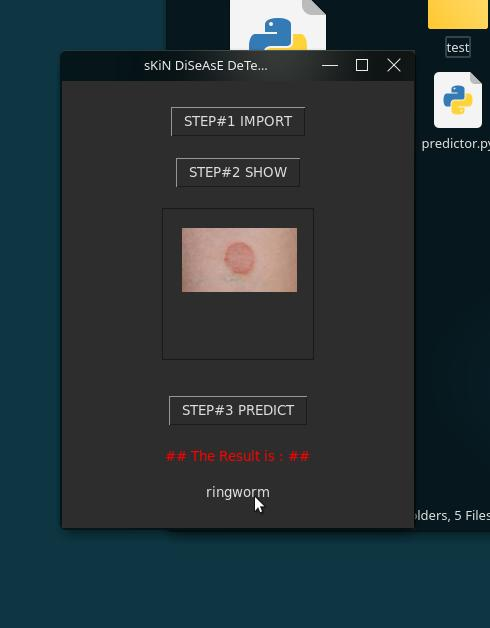 test
sKiN DiSeAsE DeTe...
predictor.py
STEP#1 IMPORT
STEP#2 SHOW
STEP#3 PREDICT
## The Result is : ##
ringworm
olders, 5 Files